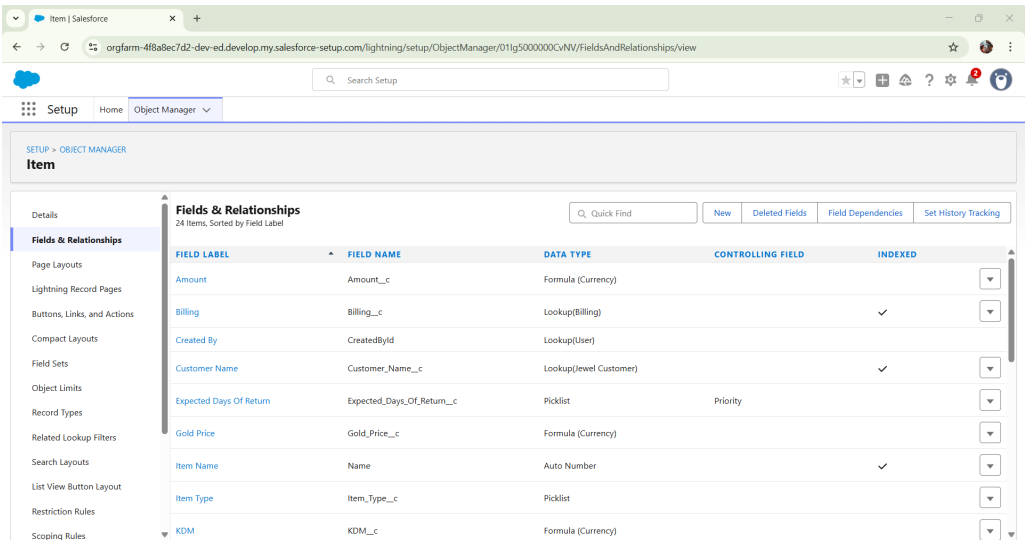 Item | Salesforce
orgfarm-4f8a8ec7d2-dev-ed.develop.my.salesforce-setup.com/lightning/setup/ObjectManager/01Ig5000000CvNV/FieldsAndRelationships/view
Search Setup
2
Setup Home Object Manager
SETUP > OBJECT MANAGER
Item
Details
Fields & Relationships
Page Layouts
Lightning Record Pages
Buttons, Links, and Actions
Compact Layouts
Field Sets
Object Limits
Record Types
Related Lookup Filters
Search Layouts
List View Button Layout
Restriction Rules
Scoping Rules
Fields & Relationships
24 Items, Sorted by Field Label
Quick Find New Deleted Fields Field Dependencies Set History Tracking
FIELD LABEL FIELD NAME DATA TYPE CONTROLLING FIELD INDEXED
Amount Amount__c Formula (Currency)
Billing Billing__c Lookup(Billing)
Created By CreatedById Lookup(User)
Customer Name Customer_Name__c Lookup(Jewel Customer)
Expected Days Of Return Expected_Days_Of_Return__c Picklist Priority
Gold Price Gold_Price__c Formula (Currency)
Item Name Name Auto Number
Item Type Item_Type__c Picklist
KDM KDM__c Formula (Currency)